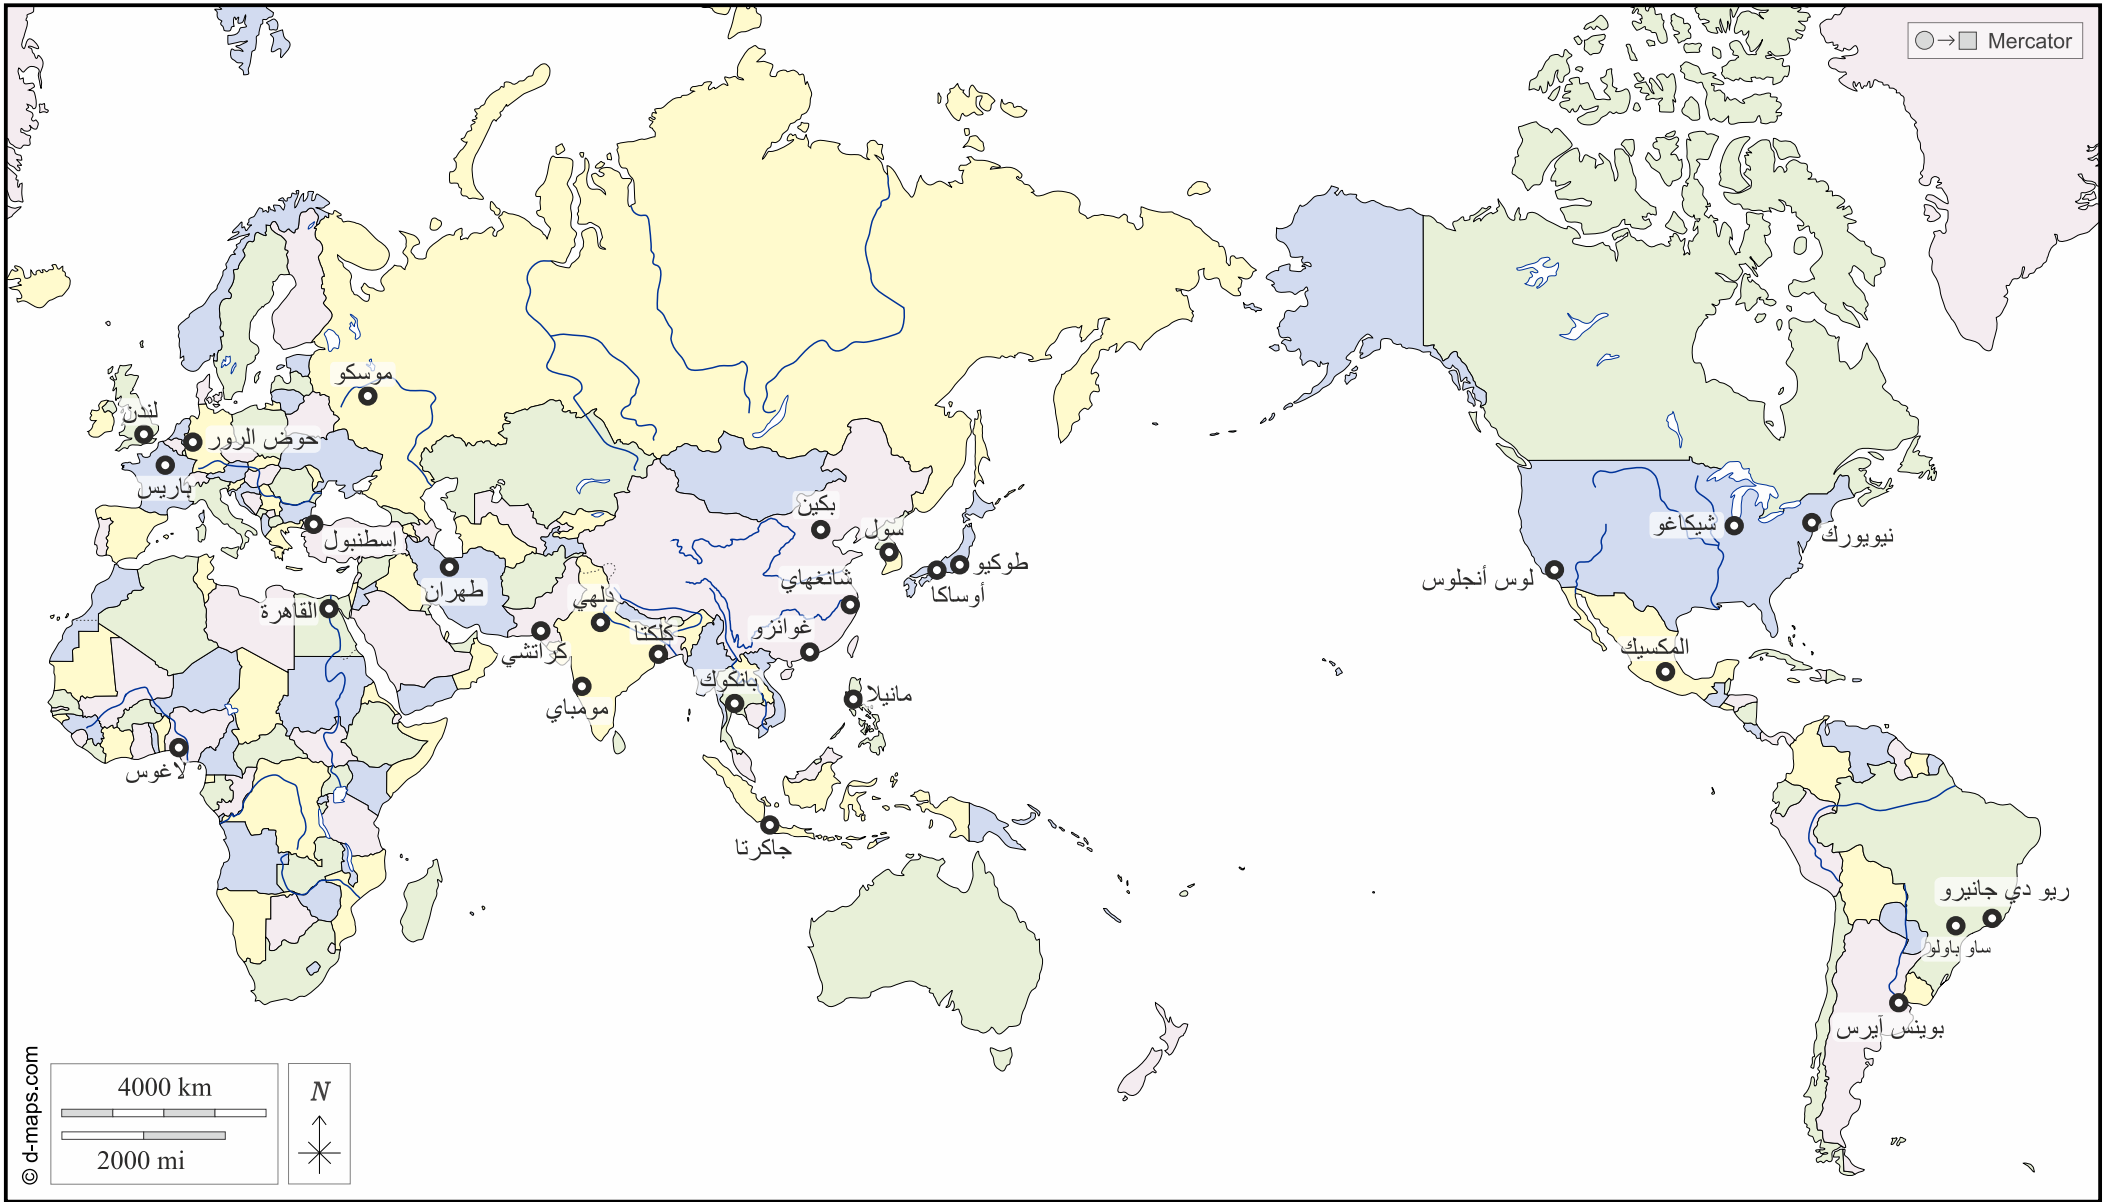 Mercator
موسكو
لندن
حوض الرور
باريس
إسطنبول
بكين
سول
طوكيو
أوساكا
شانغهاي
طهران
دلهي
القاهرة
كلكتا
غوانزو
كراتشي
بانكوك
مانيلا
مومباي
لاغوس
جاكرتا
شيكاغو
نيويورك
لوس أنجلوس
المكسيك
ريو دي جانيرو
ساو باولو
بوينس آيرس
4000 km
2000 mi
N
© d-maps.com